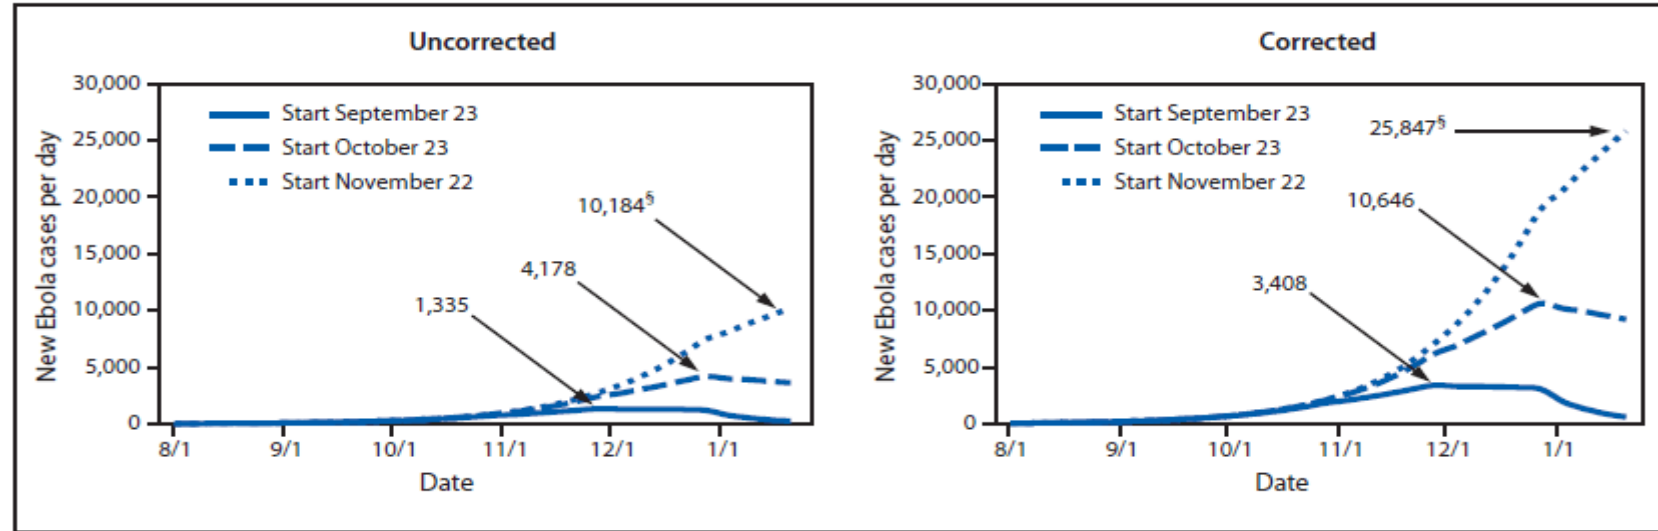 Uncorrected
30,000
25,000
20,000
15,000
10,000
5,000
0
New Ebola cases per day
Start September 23
Start October 23
Start November 22
10,184§
4,178
1,335
8/1 9/1 10/1 11/1 12/1 1/1
Date
Corrected
30,000
25,000
20,000
15,000
10,000
5,000
0
New Ebola cases per day
Start September 23
Start October 23
Start November 22
25,847§
10,646
3,408
8/1 9/1 10/1 11/1 12/1 1/1
Date